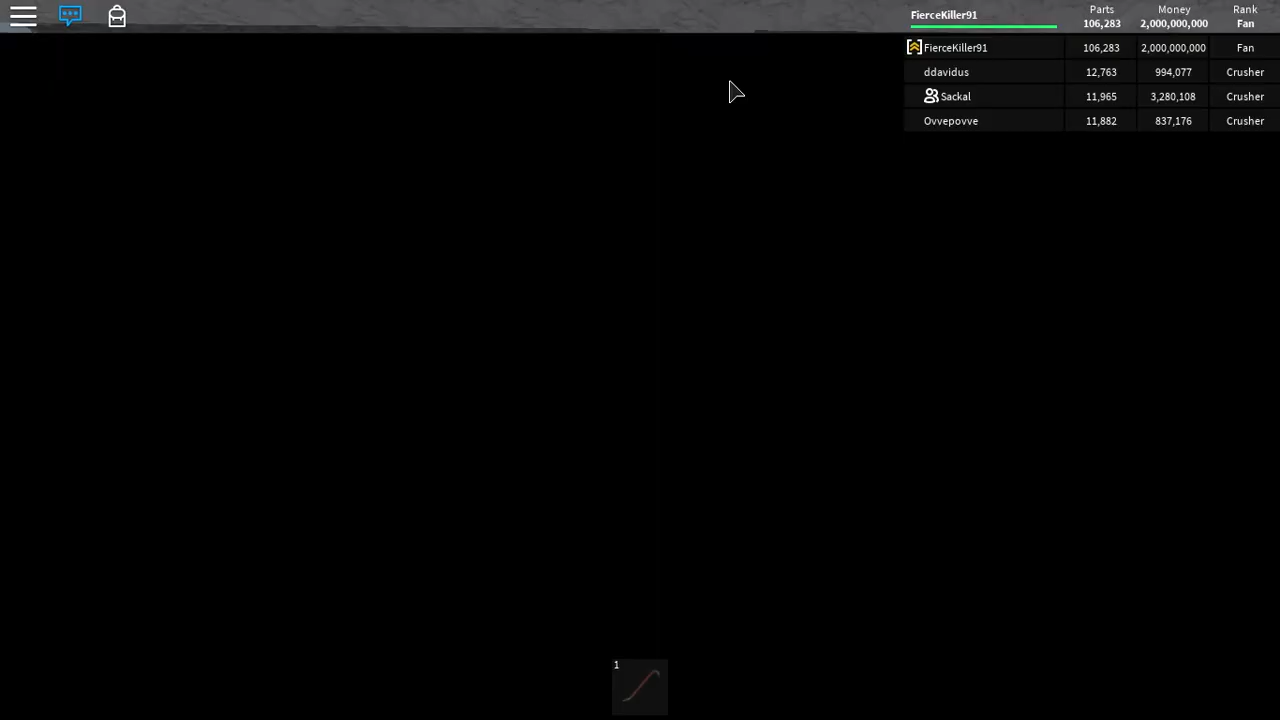 FierceKiller91 Parts Money Rank
106,283 2,000,000,000 Fan
FierceKiller91 106,283 2,000,000,000 Fan
ddavidus 12,763 994,077 Crusher
Sackal 11,965 3,280,108 Crusher
Ovvepovve 11,882 837,176 Crusher
1